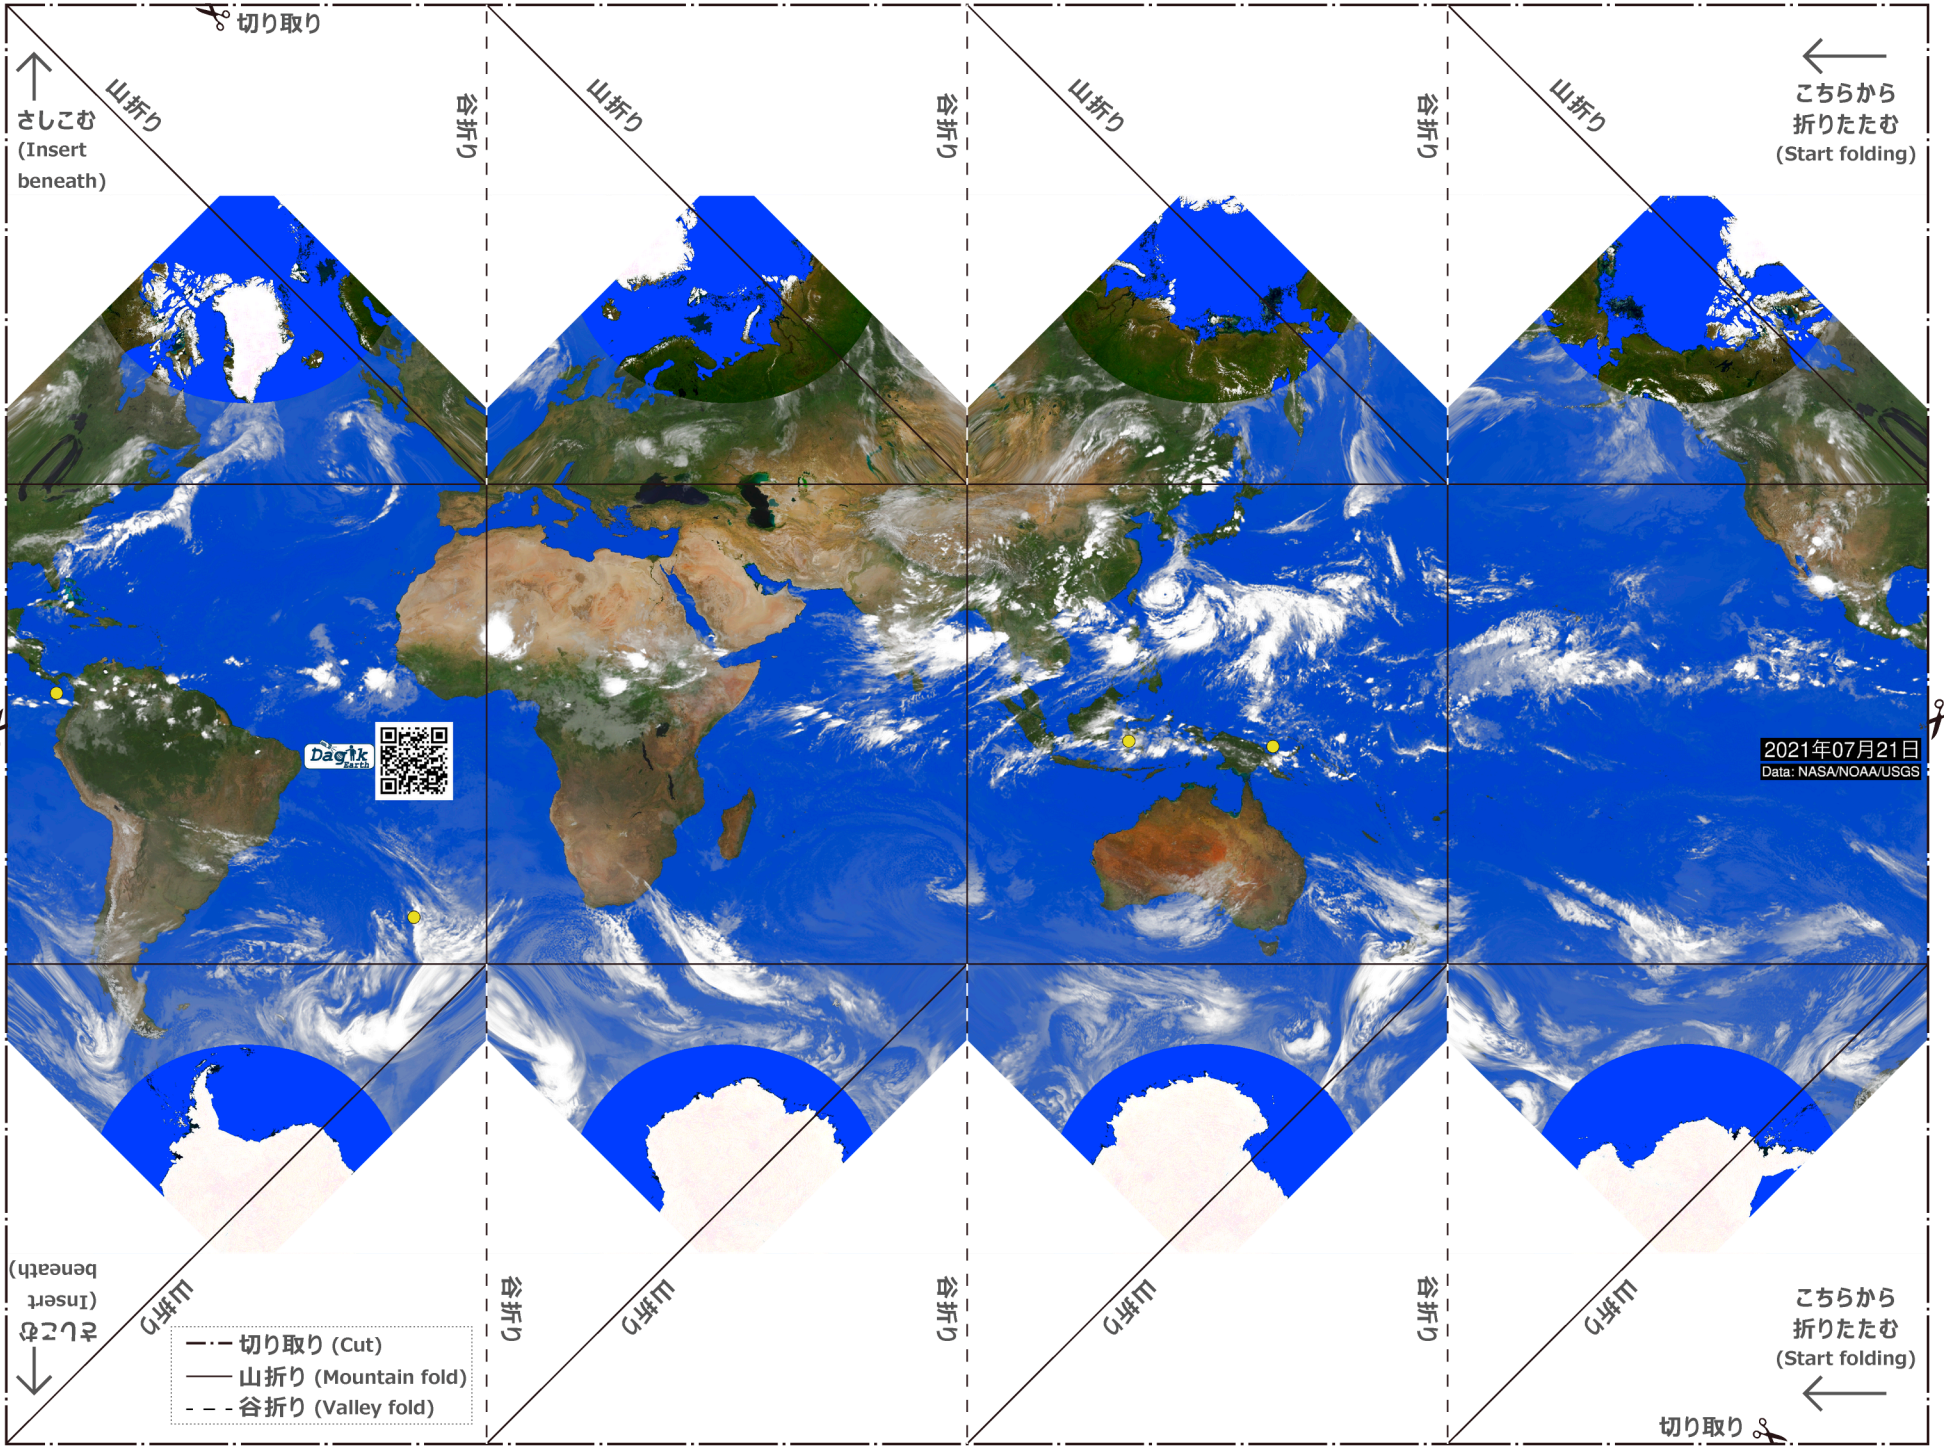 切り取り
山折り
谷折り
山折り
谷折り
山折り
谷折り
山折り
さしこむ
(Insert
beneath)
こちらから
折りたたむ
(Start folding)
Dagik
Earth
2021年07月21日
Data: NASA/NOAA/USGS
さしこむ
(Insert
beneath)
山折り
谷折り
山折り
谷折り
山折り
谷折り
山折り
こちらから
折りたたむ
(Start folding)
切り取り (Cut)
山折り (Mountain fold)
谷折り (Valley fold)
切り取り